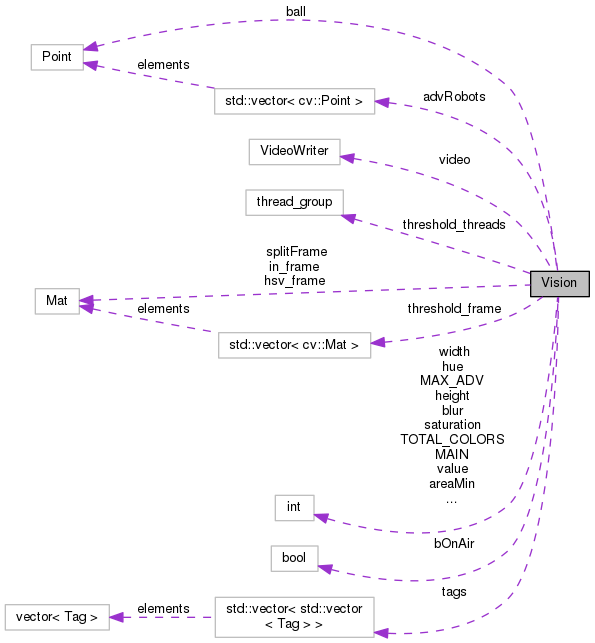 ball
Point
elements
std::vector< cv::Point >
advRobots
VideoWriter
video
thread_group
threshold_threads
splitFrame
in_frame
hsv_frame
Vision
Mat
elements
threshold_frame
std::vector< cv::Mat >
width
hue
MAX_ADV
height
blur
saturation
TOTAL_COLORS
MAIN
value
areaMin
...
int
bOnAir
bool
tags
vector< Tag >
elements
std::vector< std::vector
< Tag > >